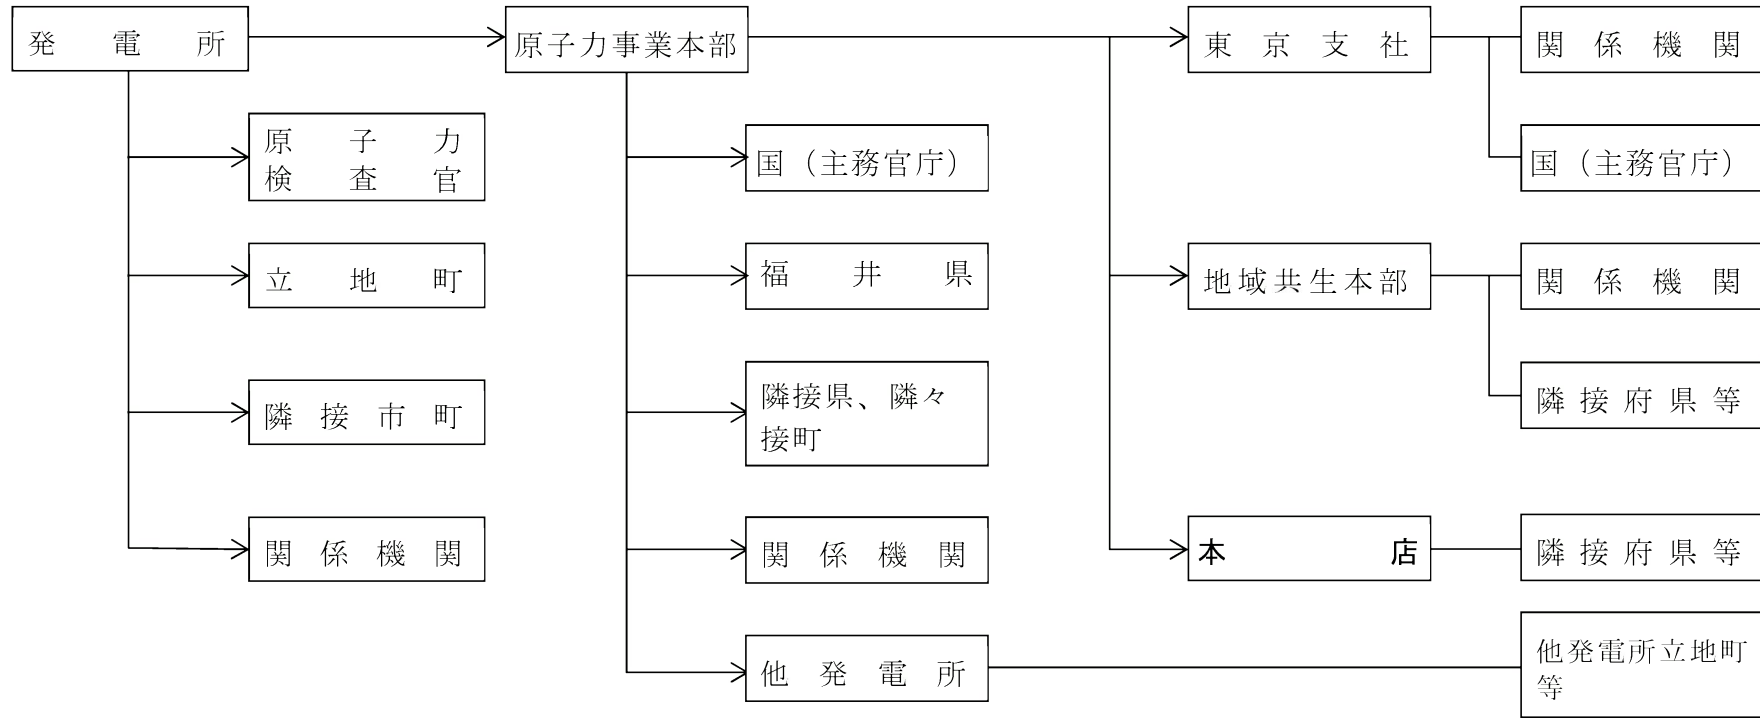 発電所
原子力事業本部
東京支社
関係機関
原子力
検査官
国（主務官庁）
国（主務官庁）
立地町
福井県
地域共生本部
関係機関
隣接市町
隣接県、隣々
接町
隣接府県等
関係機関
関係機関
本店
隣接府県等
他発電所
他発電所立地町
等